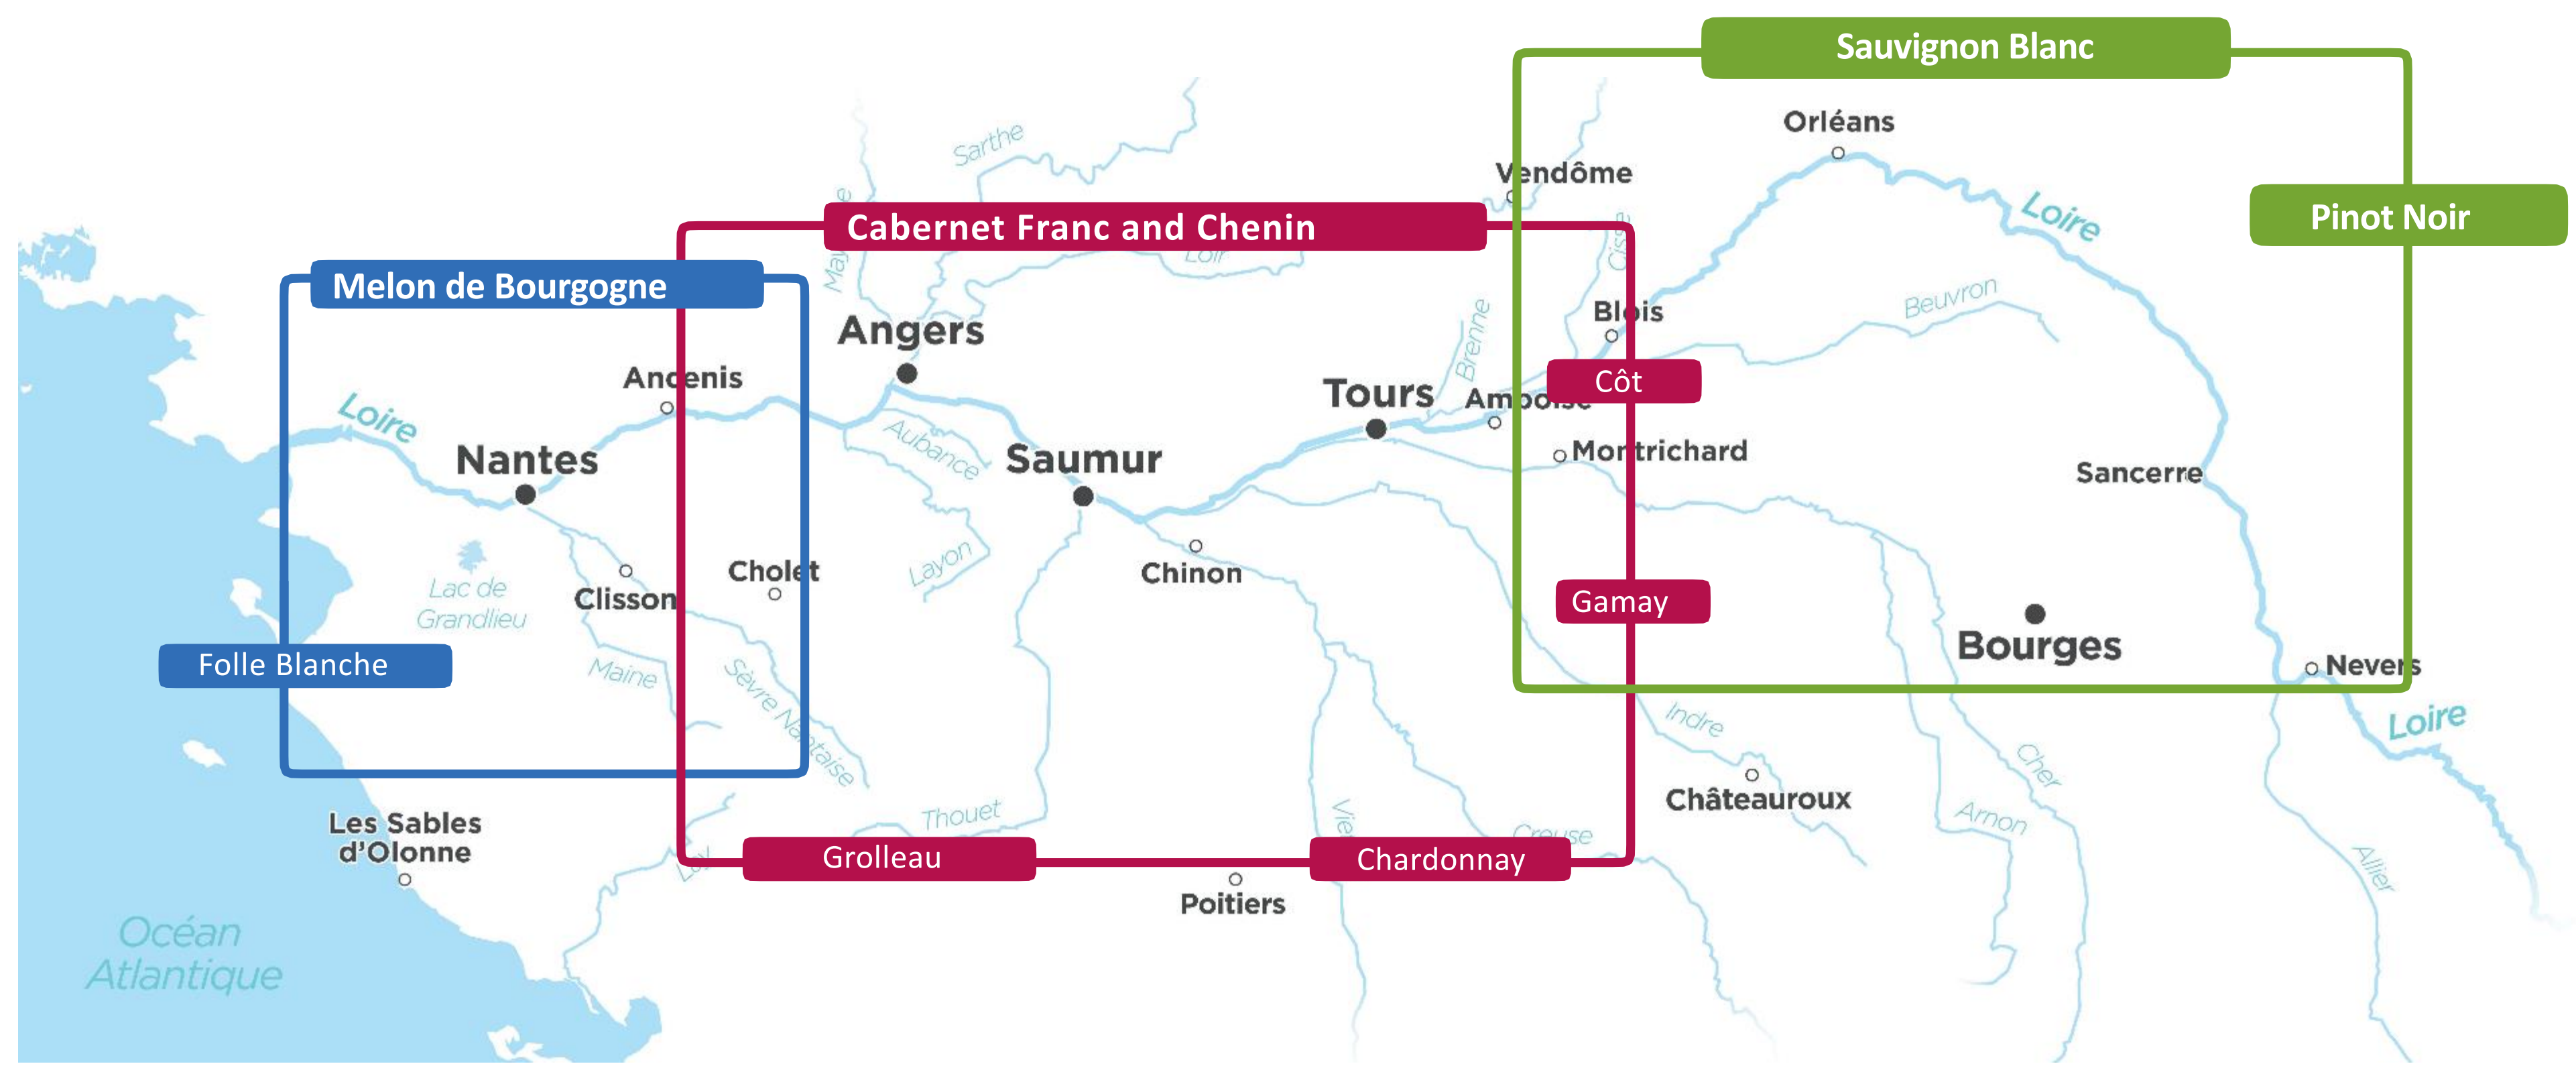 Sauvignon Blanc
Orléans
Sarthe
Vendôme
Loire
Pinot Noir
Cabernet Franc and Chenin
Cisse
Loir
Melon de Bourgogne
Blois
Beuvron
Angers
Brenne
Ancenis
Tours
Amboise
Côt
Loire
Aubance
Montrichard
Nantes
Saumur
Sancerre
Layon
Chinon
Cholet
Lac de
Grandlieu
Clisson
Gamay
Bourges
Folle Blanche
Maine
Sèvre Nantaise
Nevers
Indre
Loire
Cher
Châteauroux
Thouet
Arnon
Les Sables
d'Olonne
Creuse
Grolleau
Chardonnay
Allier
Poitiers
Océan
Atlantique